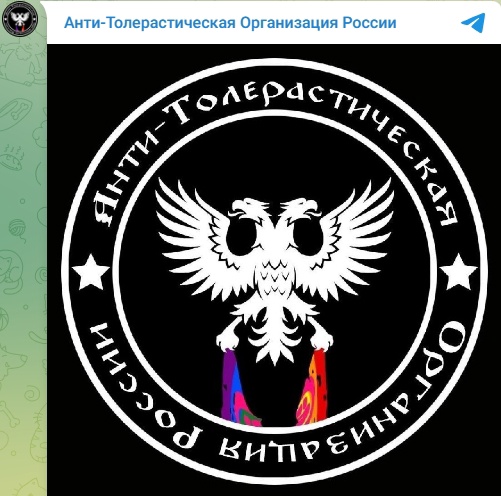 Анти-Толерастическая Организация России
Анти-Толерастическая
Организация России